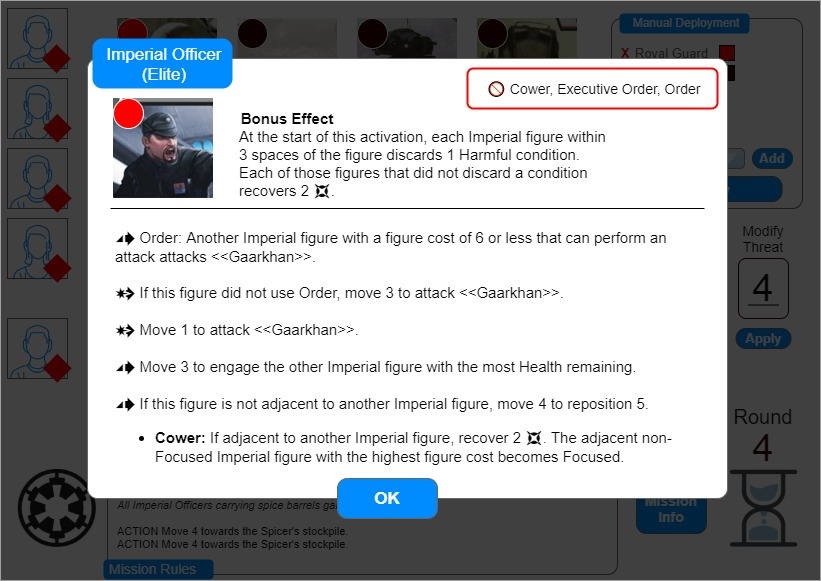 Manual Deployment
Imperial Officer
(Elite)
X Royal Guard
Cower, Executive Order, Order
Bonus Effect
At the start of this activation, each Imperial figure within
3 spaces of the figure discards 1 Harmful condition.
Each of those figures that did not discard a condition
recovers 2 .
Add
Order: Another Imperial figure with a figure cost of 6 or less that can perform an
attack attacks <<Gaarkhan>>.
If this figure did not use Order, move 3 to attack <<Gaarkhan>>.
Move 1 to attack <<Gaarkhan>>.
Move 3 to engage the other Imperial figure with the most Health remaining.
If this figure is not adjacent to another Imperial figure, move 4 to reposition 5.
• Cower: If adjacent to another Imperial figure, recover 2 . The adjacent non-
Focused Imperial figure with the highest figure cost becomes Focused.
OK
Modify
Threat
4
Apply
Round
4
All Imperial Officers carrying spice barrels
ACTION Move 4 towards the Spicer's stockpile.
ACTION Move 4 towards the Spicer's stockpile.
Mission Rules
Mission
Info